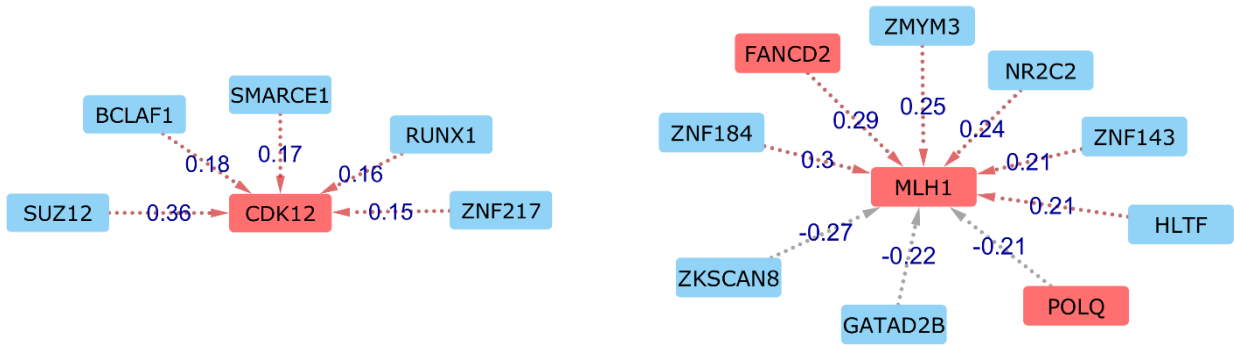 BCLAF1
SMARCE1
RUNX1
0.18
0.17
0.16
SUZ12
0.36
CDK12
0.15
ZNF217
ZMYM3
FANCD2
NR2C2
0.25
0.29
0.24
ZNF184
ZNF143
0.3
0.21
MLH1
0.21
HLTF
-0.27
-0.22
-0.21
ZKSCAN8
GATAD2B
POLQ